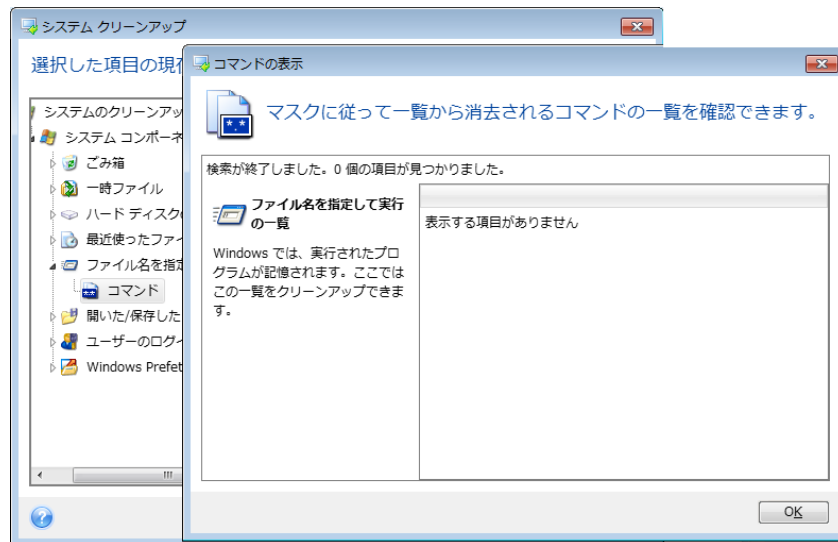 システム クリーンアップ
選択した項目の現
システムのクリーンアッ
システム コンポーネ
ごみ箱
一時ファイル
ハード ディスク
最近使ったファイ
ファイル名を指定
コマンド
開いた/保存した
ユーザーのログイ
Windows Prefet
コマンドの表示
マスクに従って一覧から消去されるコマンドの一覧を確認できます。
検索が終了しました。0 個の項目が見つかりました。
ファイル名を指定して実行
の一覧
Windows では、実行されたプロ
グラムが記憶されます。ここでは
この一覧をクリーンアップできま
す。
表示する項目がありません
OK